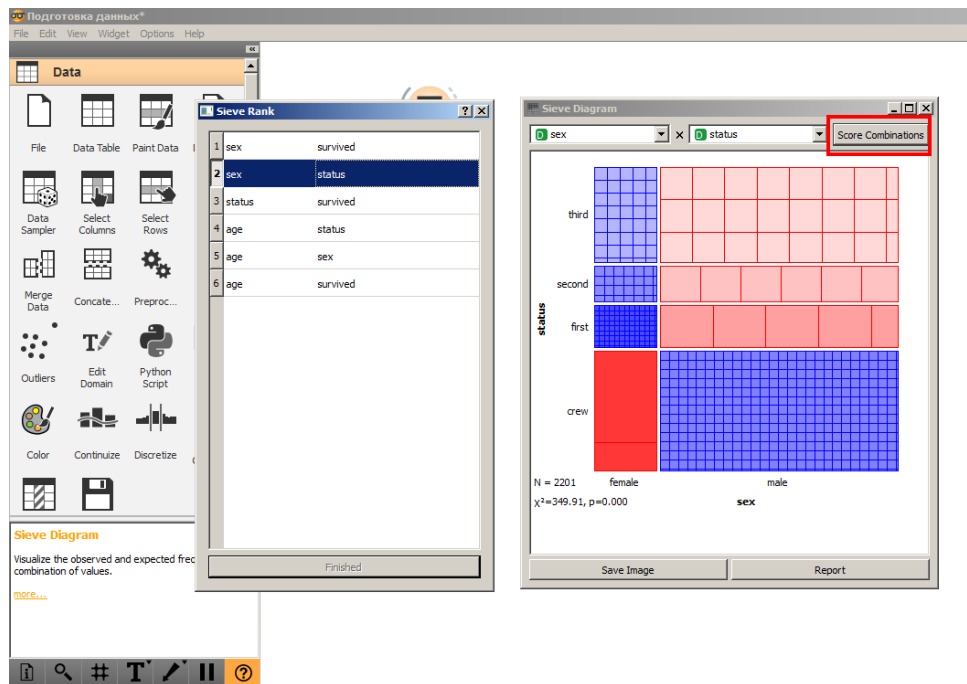 Подготовка данных*
File Edit View Widget Options Help
Data
File
Data Table
Paint Data
Data Sampler
Select Columns
Select Rows
Merge Data
Concate...
Preproc...
Outliers
Edit Domain
Python Script
Color
Continuize
Discretize
Sieve Diagram
Visualize the observed and expected
combination of values.
more...
Sieve Rank
1 sex survived
2 sex status
3 status survived
4 age status
5 age sex
6 age survived
Finished
Sieve Diagram
D sex × D status Score Combinations
third
second
first
crew
status
N = 2201 female male
χ²=349.91, p=0.000 sex
Save Image Report